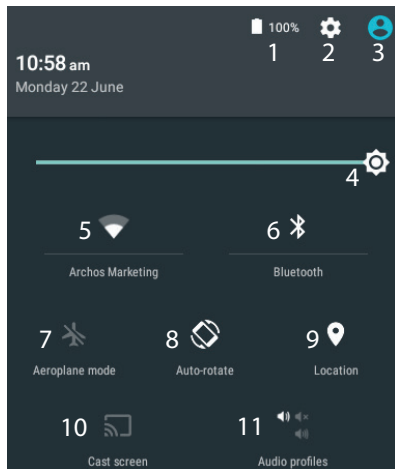 100%
1 2 3
10:58 am
Monday 22 June
4
5 6
Archos Marketing Bluetooth
7 8 9
Aeroplane mode Auto-rotate Location
10 11
Cast screen Audio profiles